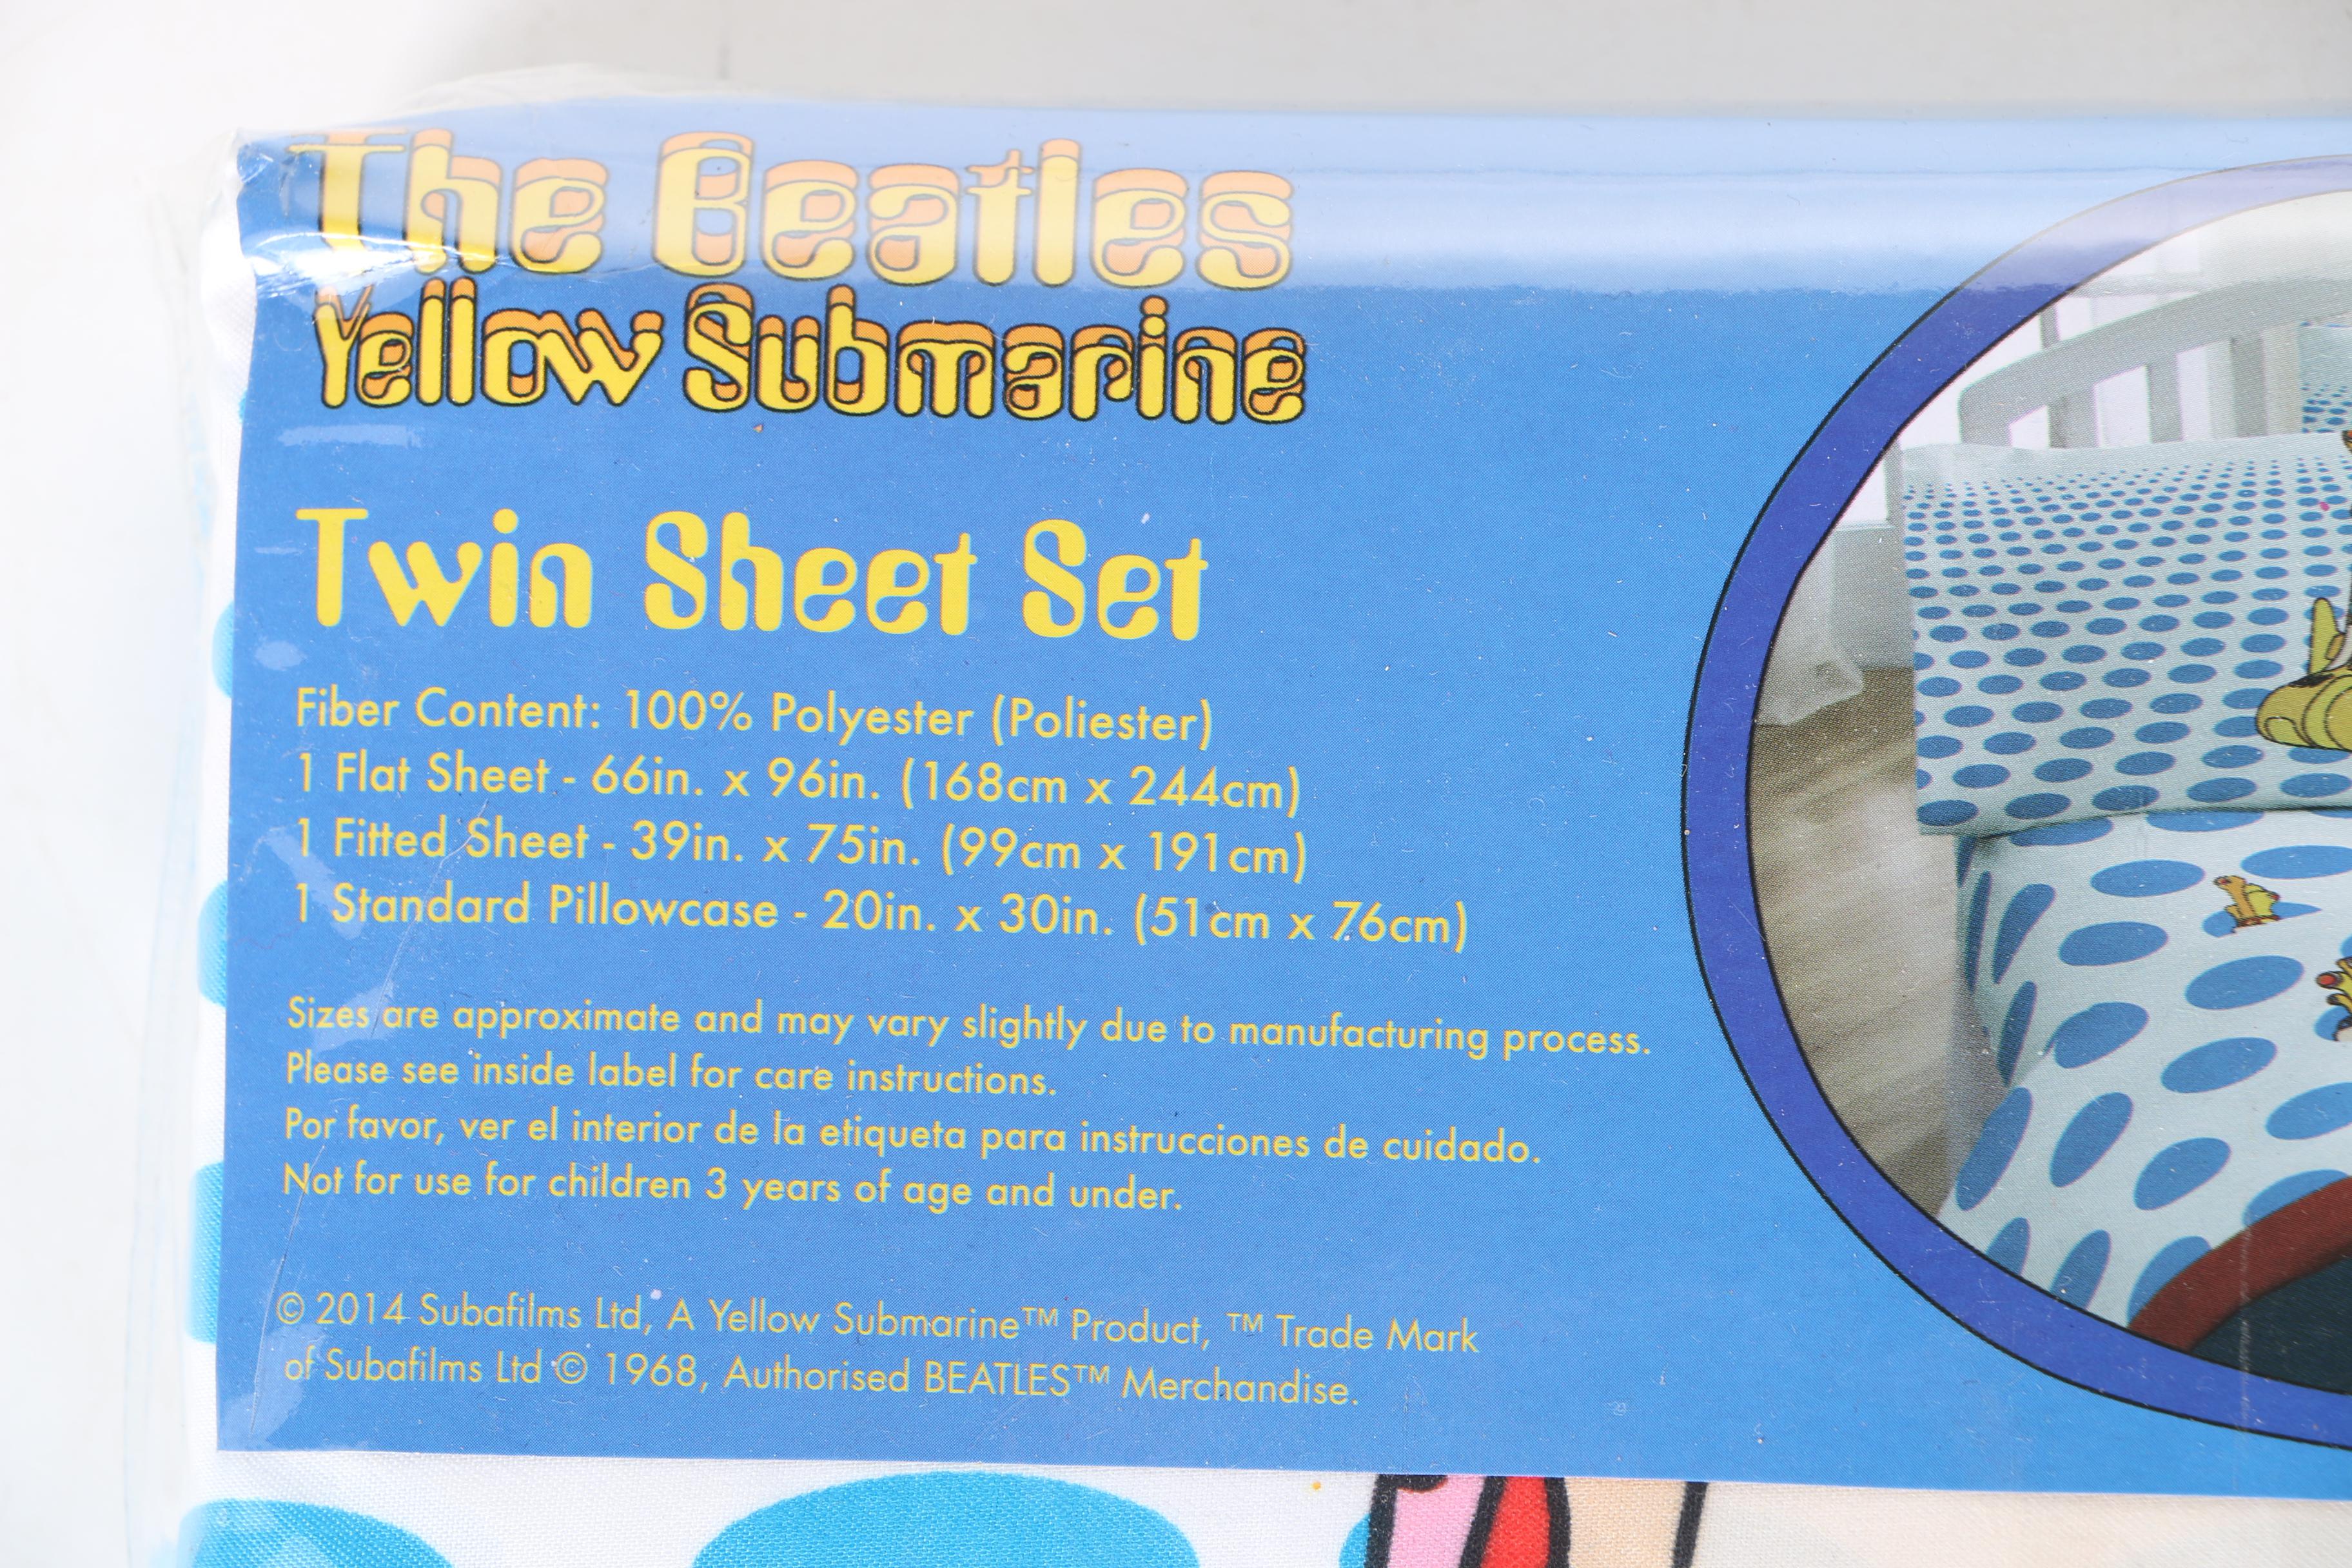 The Beatles
Yellow Submarine
Twin Sheet Set
Fiber Content: 100% Polyester (Poliester)
1 Flat Sheet - 66in. x 96in. (168cm x 244cm)
1 Fitted Sheet - 39in. x 75in. (99cm x 191cm)
1 Standard Pillowcase - 20in. x 30in. (51cm x 76cm)
Sizes are approximate and may vary slightly due to manufacturing process.
Please see inside label for care instructions.
Por favor, ver el interior de la etiqueta para instrucciones de cuidado.
Not for use for children 3 years of age and under.
© 2014 Subafilms Ltd, A Yellow Submarine™ Product, ™ Trade Mark
of Subafilms Ltd © 1968, Authorised BEATLES™ Merchandise.